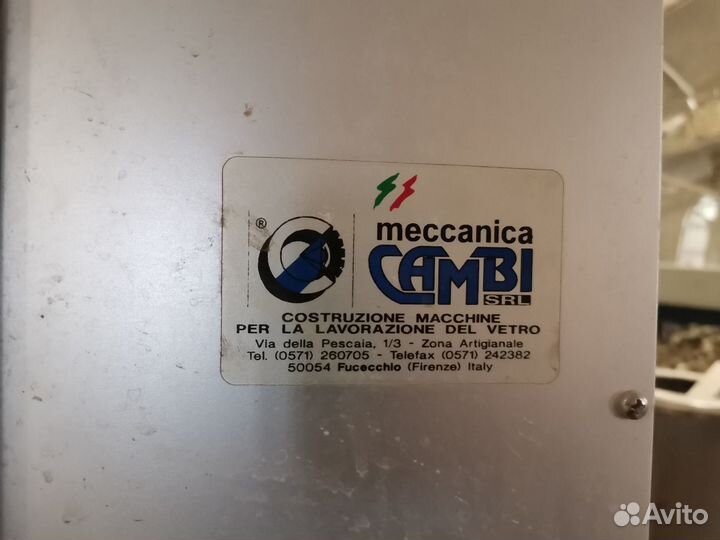 ®
meccanica
CAMBI
SRL
COSTRUZIONE MACCHINE
PER LA LAVORAZIONE DEL VETRO
Via della Pescaia, 1/3 - Zona Artigianale
Tel. (0571) 260705 - Telefax (0571) 242382
50054 Fucecchio (Firenze) Italy
Avito